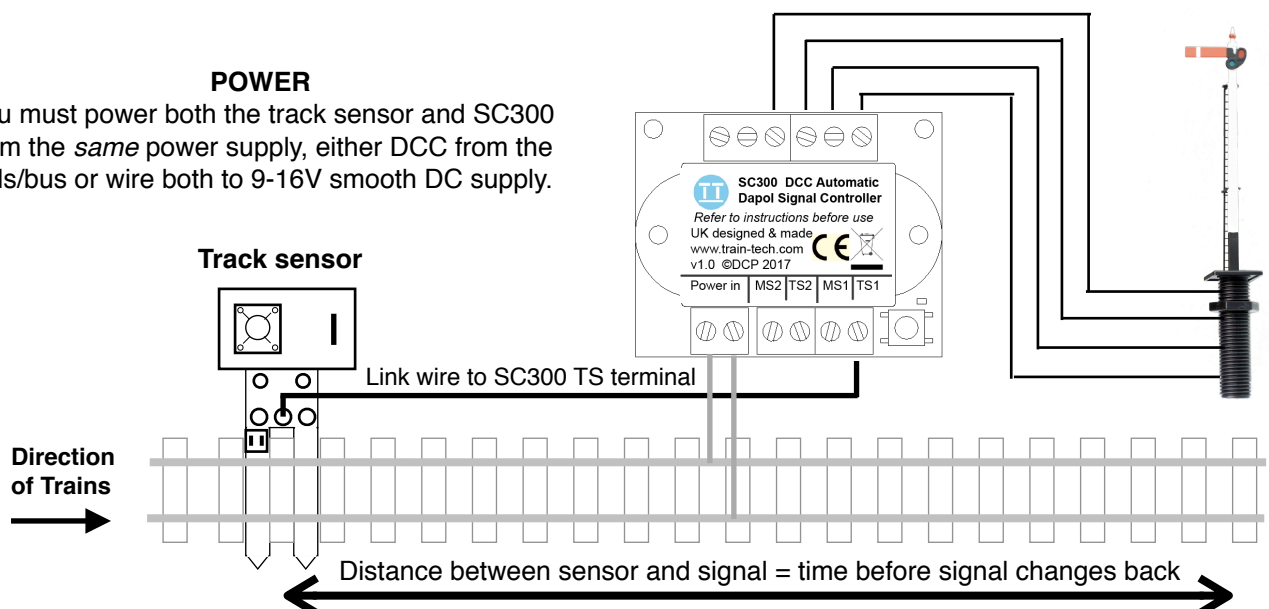 POWER
u must power both the track sensor and SC300
m the same power supply, either DCC from the
ls/bus or wire both to 9-16V smooth DC supply.
TT
SC300 DCC Automatic
Dapol Signal Controller
Refer to instructions before use
UK designed & made
www.train-tech.com
v1.0 ©DCP 2017
CE
Power in MS2 TS2 MS1 TS1
Track sensor
Link wire to SC300 TS terminal
Direction
of Trains
Distance between sensor and signal = time before signal changes back